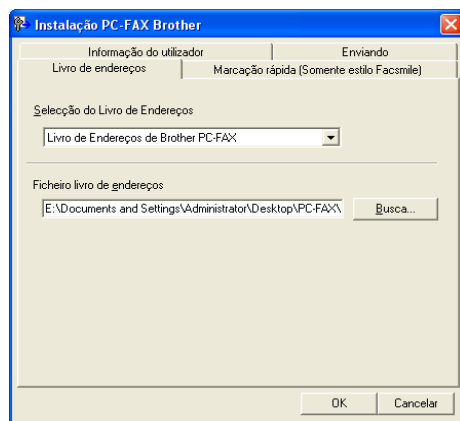 Instalação PC-FAX Brother
Informação do utilizador
Enviando
Livro de endereços
Marcação rápida (Somente estilo Facsmile)
Selecção do Livro de Endereços
Livro de Endereços de Brother PC-FAX
Ficheiro livro de endereços
E:\Documents and Settings\Administrator\Desktop\PC-FAX\
Busca...
OK
Cancelar